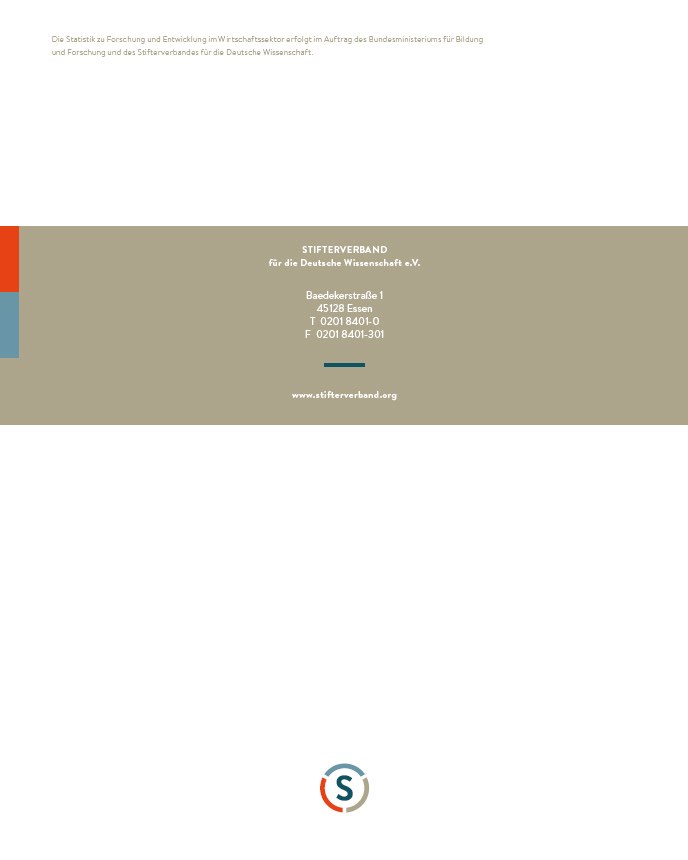 Die Statistik zu Forschung und Entwicklung im Wirtschaftssektor erfolgt im Auftrag des Bundesministeriums für Bildung
und Forschung und des Stifterverbandes für die Deutsche Wissenschaft.
STIFTERVERBAND
für die Deutsche Wissenschaft e.V.
Baedekerstraße 1
45128 Essen
T 0201 8401-0
F 0201 8401-301
www.stifterverband.org
S